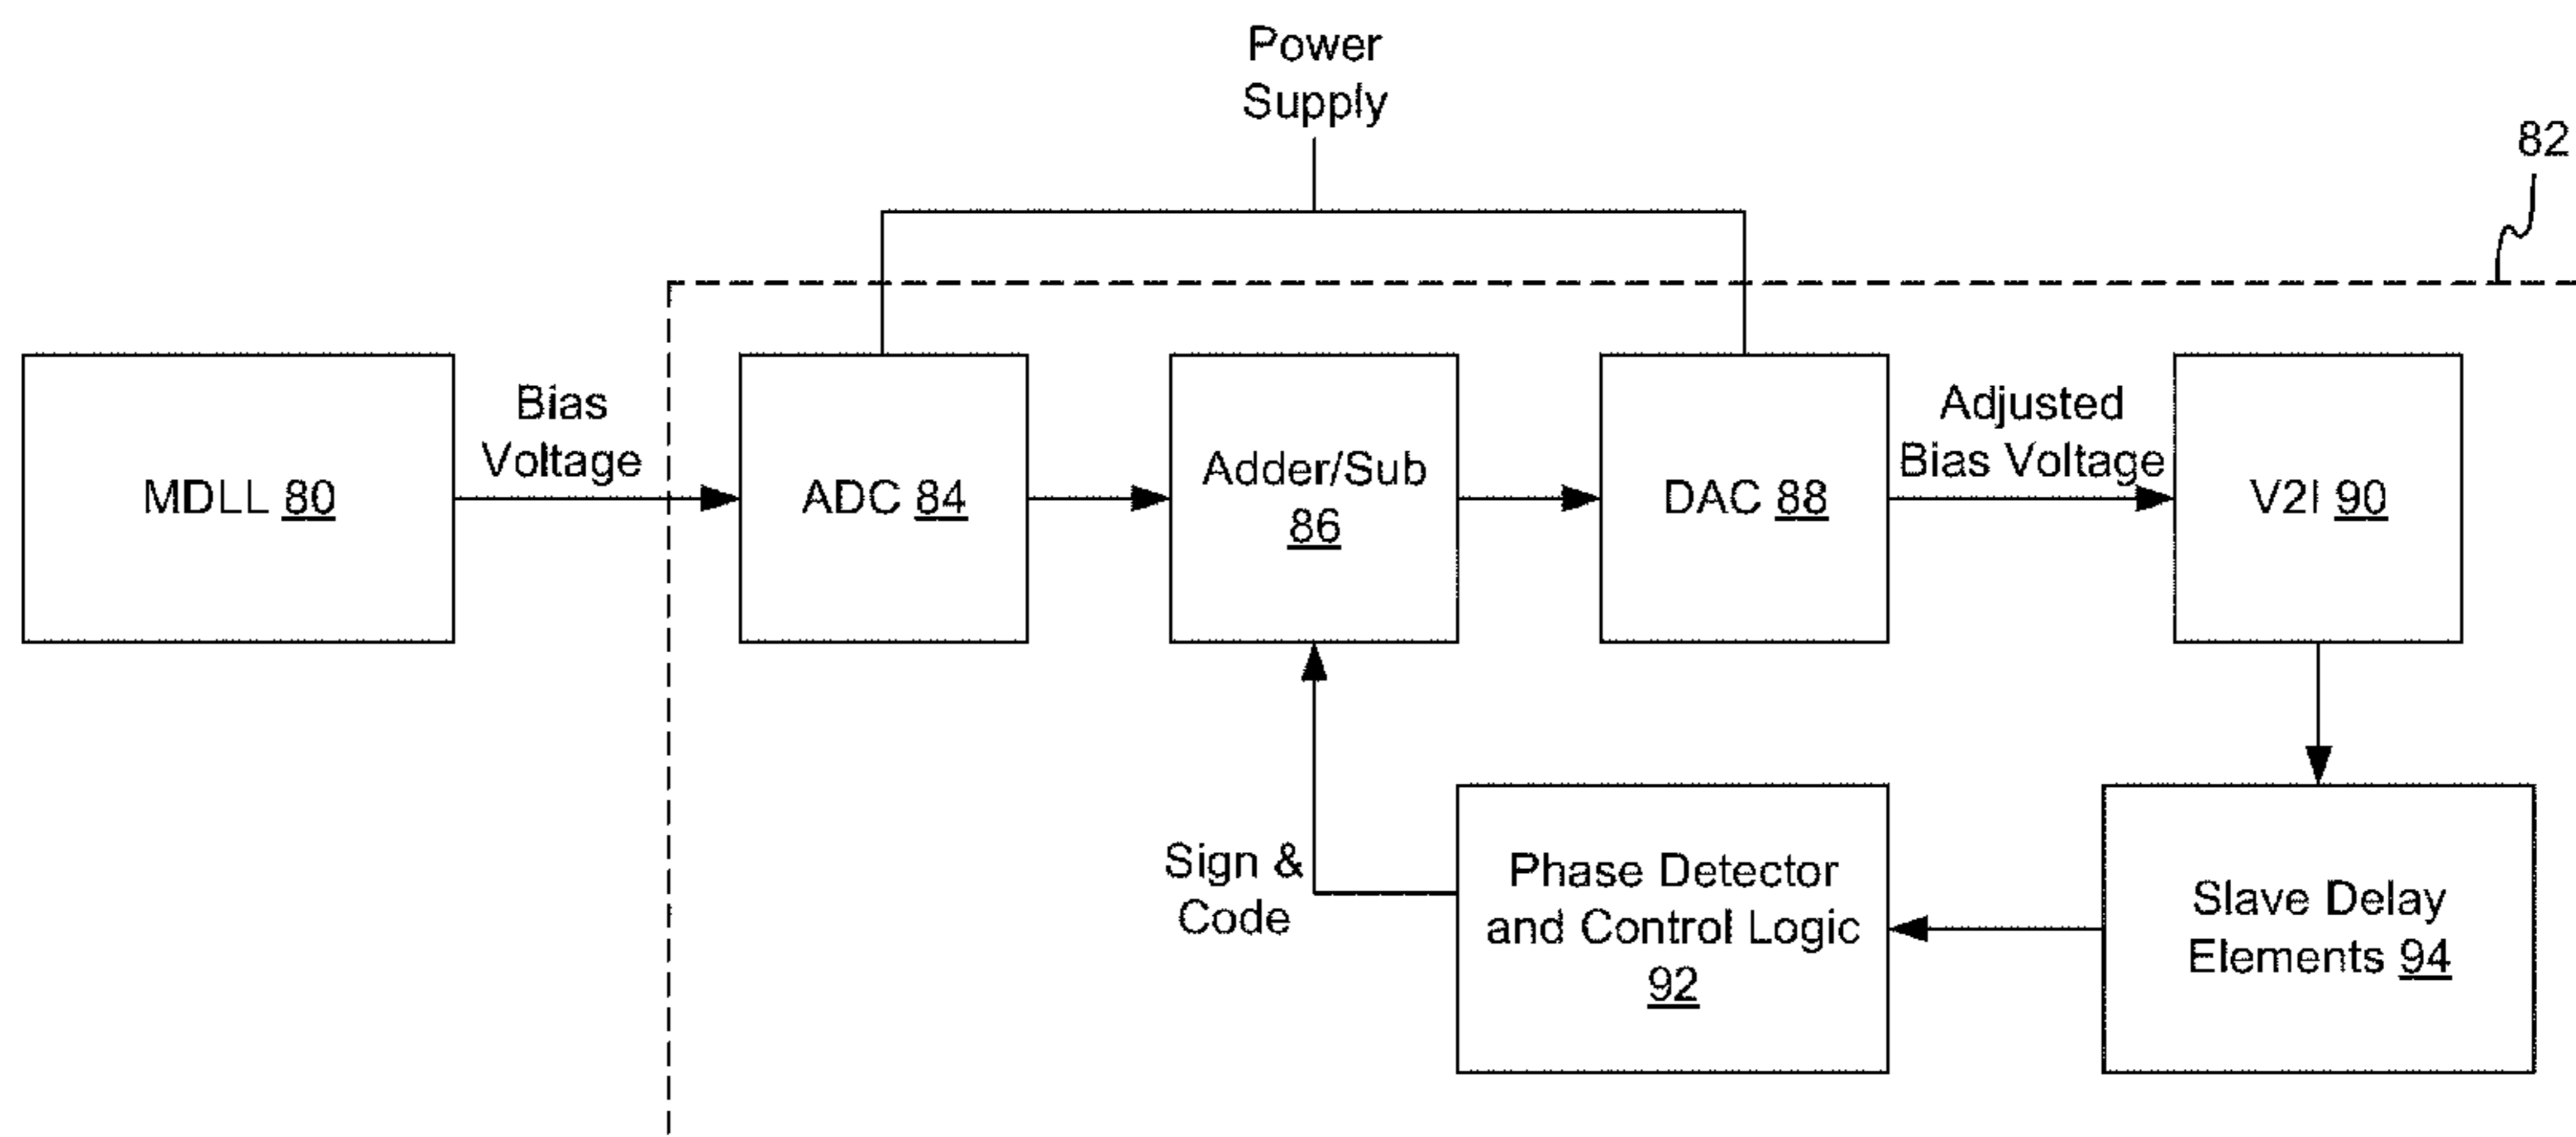 Power
Supply
82
Bias
Voltage
Adjusted
Bias Voltage
MDLL 80
ADC 84
Adder/Sub
86
DAC 88
V2I 90
Sign &
Code
Phase Detector
and Control Logic
92
Slave Delay
Elements 94